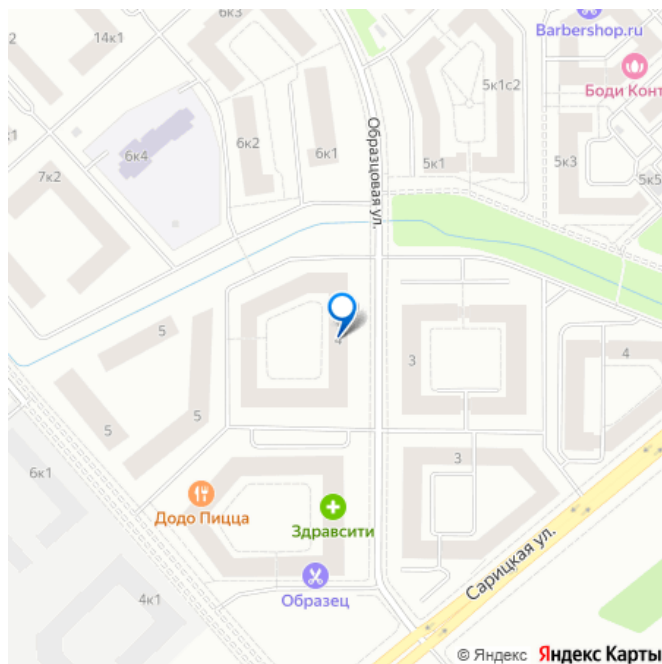 2
14к1
6к3
Barbershop.ru
Боди Конт
5к1с2
6к2
6к4
6к1
Образцовая ул.
5к1
5к3
5к5
к1
7к2
5
4
3
4
5
5
3
6к1
Додо Пицца
Здравсити
Сарицкая ул.
Образец
4к1
© Яндекс Яндекс Карты